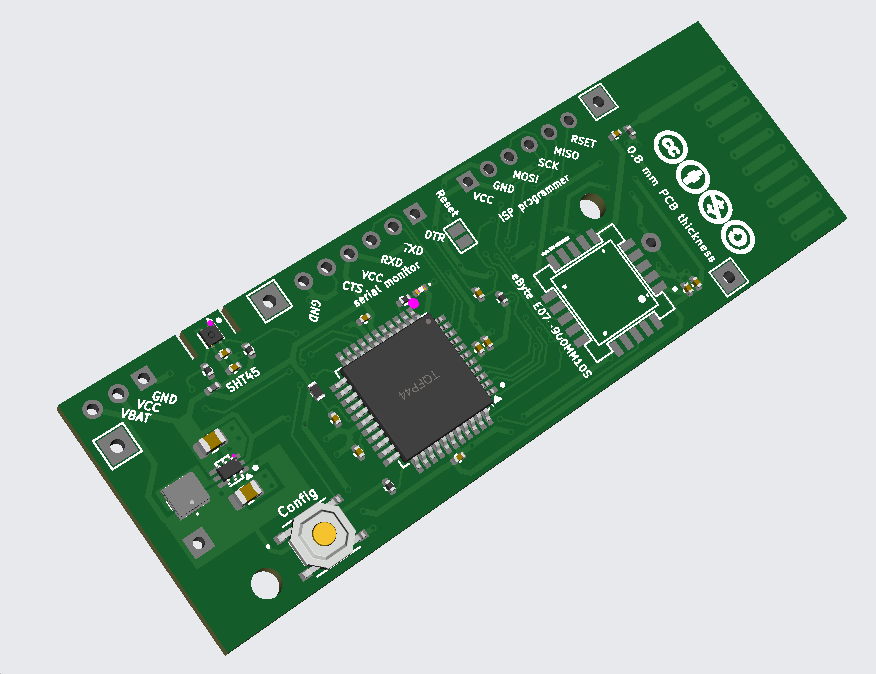 RSET
MISO
SCK
MOSI
GND
VCC
ISP programmer
0.8 mm PCB thickness
Reset
DTR
TXD
RXD
VCC
CTS
GND
serial monitor
eByte E07-900MM10S
SHT45
GND
VCC
VBAT
TQFP44
Config